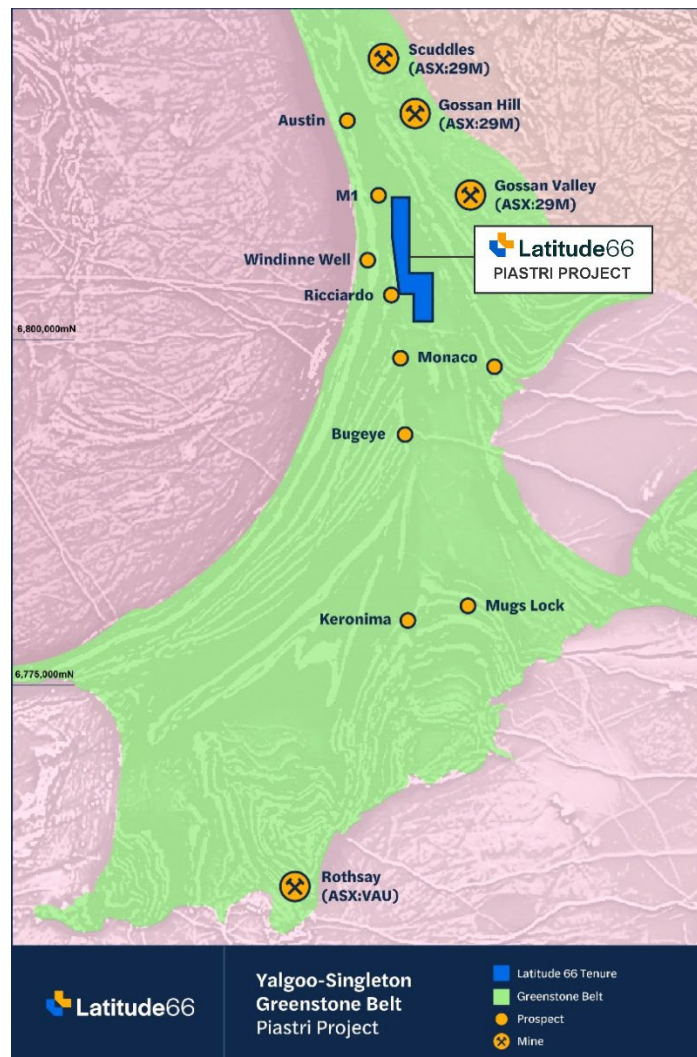 Scuddles
(ASX:29M)
Gossan Hill
(ASX:29M)
Austin
M1
Gossan Valley
(ASX:29M)
Latitude66
PIASTRI PROJECT
Windinne Well
Ricciardo
6,800,000mN
Monaco
Bugeye
Mugs Lock
Keronima
6,775,000mN
Rothsay
(ASX:VAU)
Latitude66
Yalgoo-Singleton
Greenstone Belt
Piastri Project
Latitude 66 Tenure
Greenstone Belt
Prospect
Mine